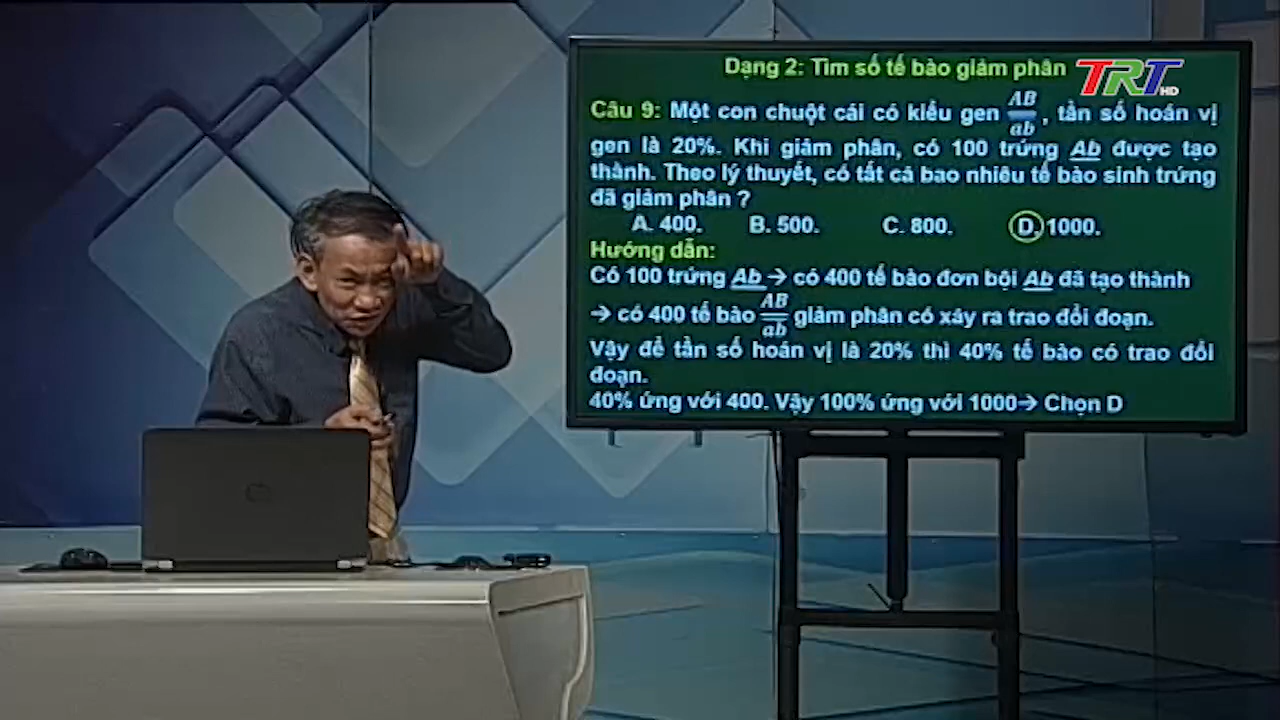 Dạng 2: Tìm số tế bào giảm phân
TRT HD
Câu 9: Một con chuột cái có kiểu gen AB/ab, tần số hoán vị
gen là 20%. Khi giảm phân, có 100 trứng Ab được tạo
thành. Theo lý thuyết, có tất cả bao nhiêu tế bào sinh trứng
đã giảm phân ?
A. 400. B. 500. C. 800. D. 1000.
Hướng dẫn:
Có 100 trứng Ab → có 400 tế bào đơn bội Ab đã tạo thành
→ có 400 tế bào AB/ab giảm phân có xảy ra trao đổi đoạn.
Vậy để tần số hoán vị là 20% thì 40% tế bào có trao đổi
đoạn.
40% ứng với 400. Vậy 100% ứng với 1000→ Chọn D